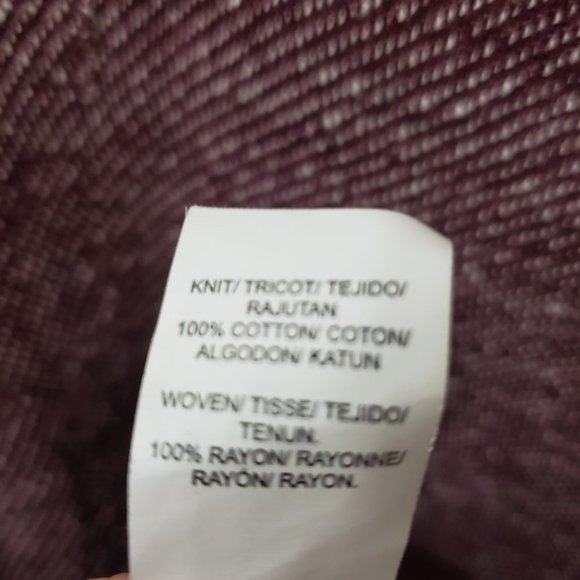 KNIT/ TRICOT/ TEJIDO/
RAJUTAN
100% COTTON/ COTON/
ALGODON/ KATUN
WOVEN/ TISSE/ TEJIDO/
TENUN.
100% RAYON/ RAYONNE/
RAYÓN/ RAYON.